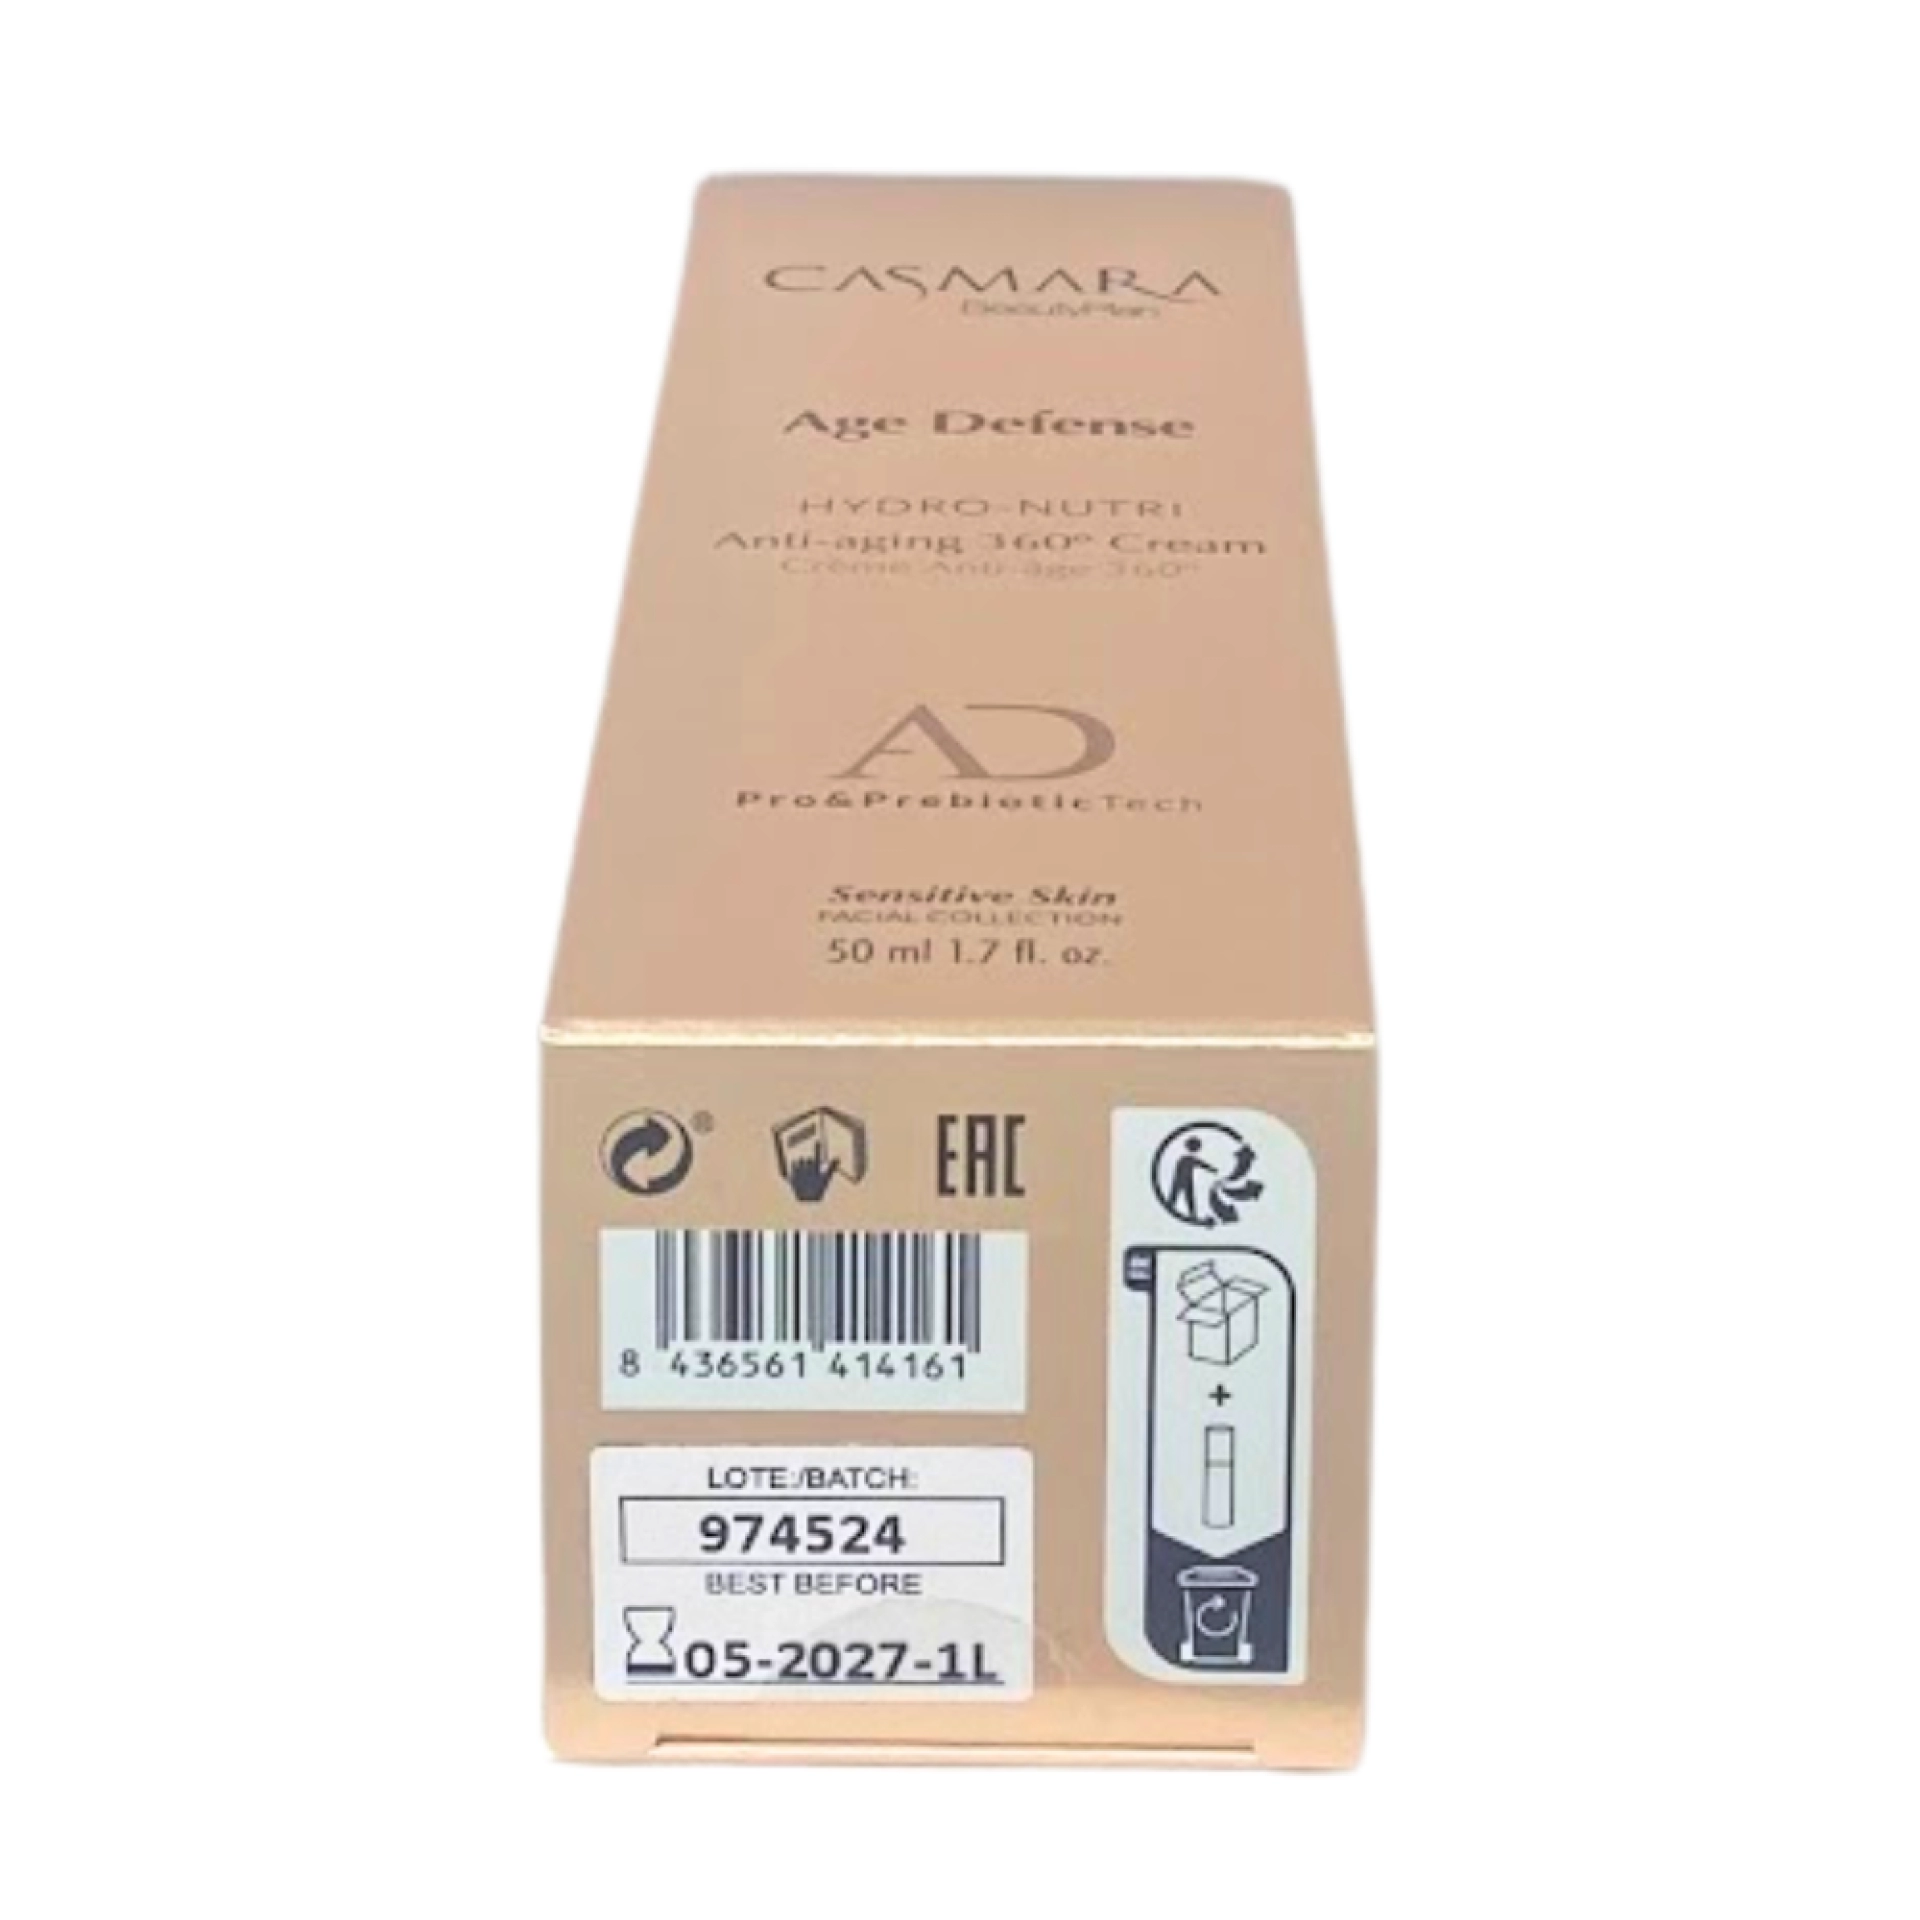 CASMARA
BeautyPlan
Age Defense
HYDRO-NUTRI
Anti-aging 360º Cream
Crème Anti-âge 360º
AD
Pro&PrebioticTech
Sensitive Skin
FACIAL COLLECTION
50 ml 1.7 fl. oz.
®
EAC
FR
8 436561 414161
LOTE:/BATCH:
974524
BEST BEFORE
05-2027-1L
+